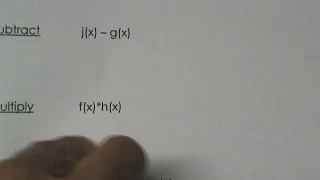 ubtract j(x) – g(x)
ultiply f(x)*h(x)